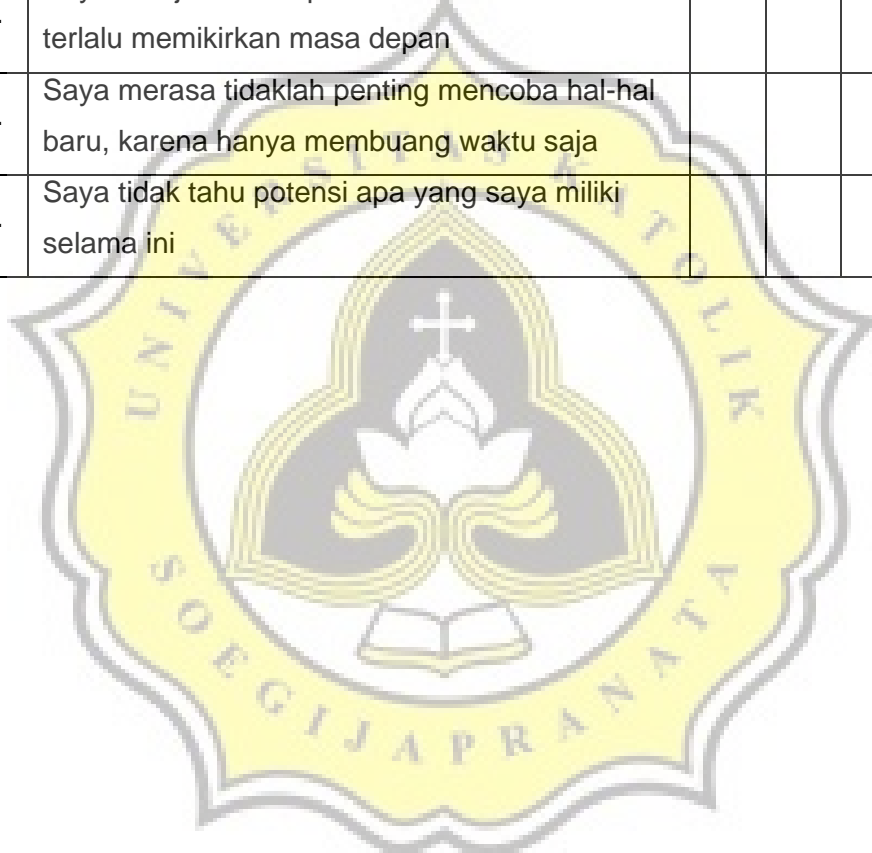 terlalu memikirkan masa depan
Saya merasa tidaklah penting mencoba hal-hal
baru, karena hanya membuang waktu saja
Saya tidak tahu potensi apa yang saya miliki
selama ini
UNIVERSITAS KATOLIK
SOEGIJAPRANATA